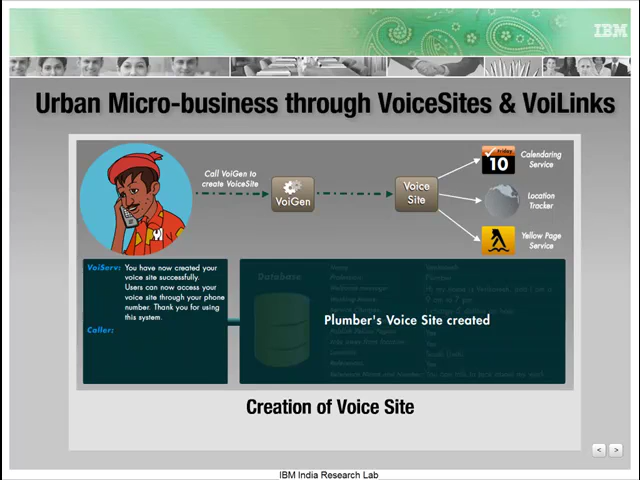 IBM
Urban Micro-business through VoiceSites & VoiLinks
Call VoiGen to
create VoiceSite
VoiGen
Voice
Site
Friday
10
Calendaring
Service
Location
Tracker
Yellow Page
Service
VoiServ: You have now created your
voice site successfully.
Users can now access your
voice site through your phone
number. Thank you for using
this system.
Caller:
Database
Plumber's Voice Site created
Creation of Voice Site
< >
IBM India Research Lab